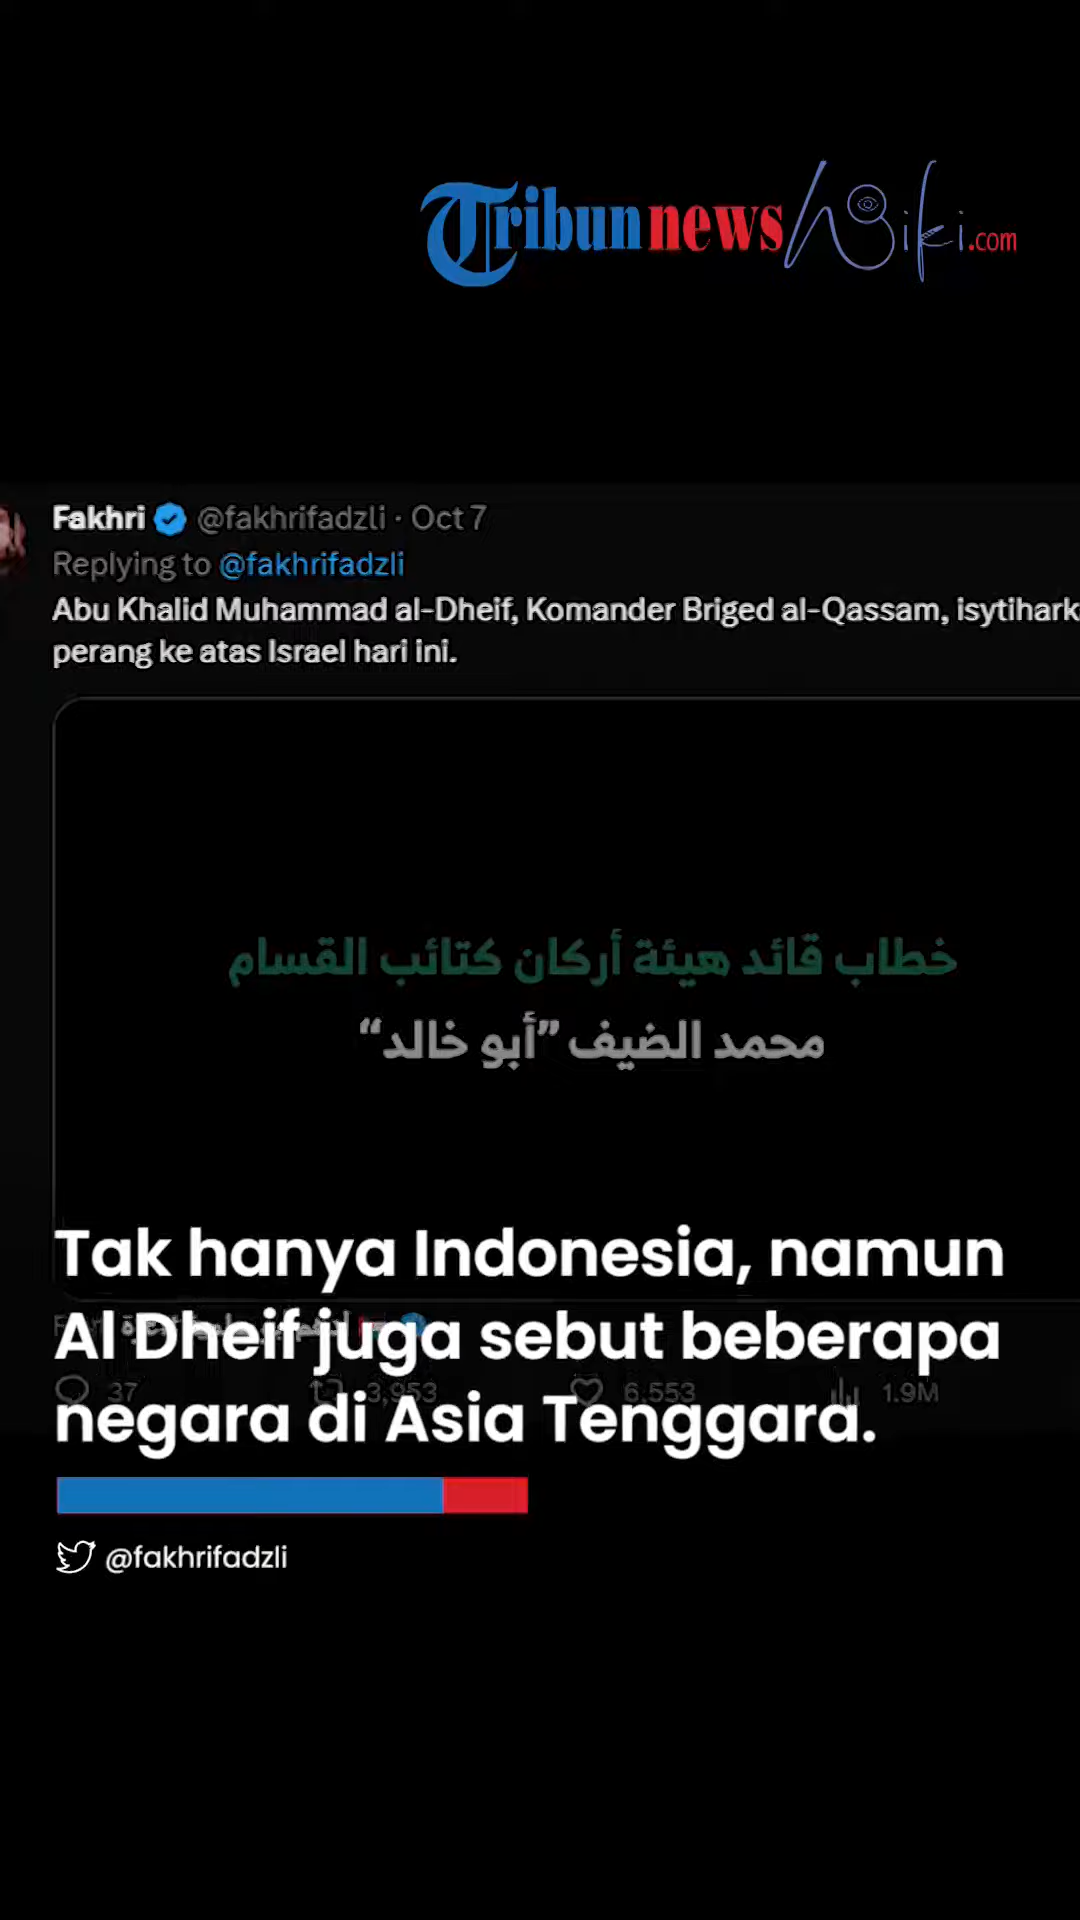 Tribunnews Wiki.com
Fakhri @fakhrifadzli · Oct 7
Replying to @fakhrifadzli
Abu Khalid Muhammad al-Dheif, Komander Briged al-Qassam, isytihark
perang ke atas Israel hari ini.
خطاب قائد هيئة أركان كتائب القسام
محمد الضيف ”أبو خالد“
Tak hanya Indonesia, namun
Al Dheif juga sebut beberapa
negara di Asia Tenggara.
37 3,953 6,553 1.9M
@fakhrifadzli